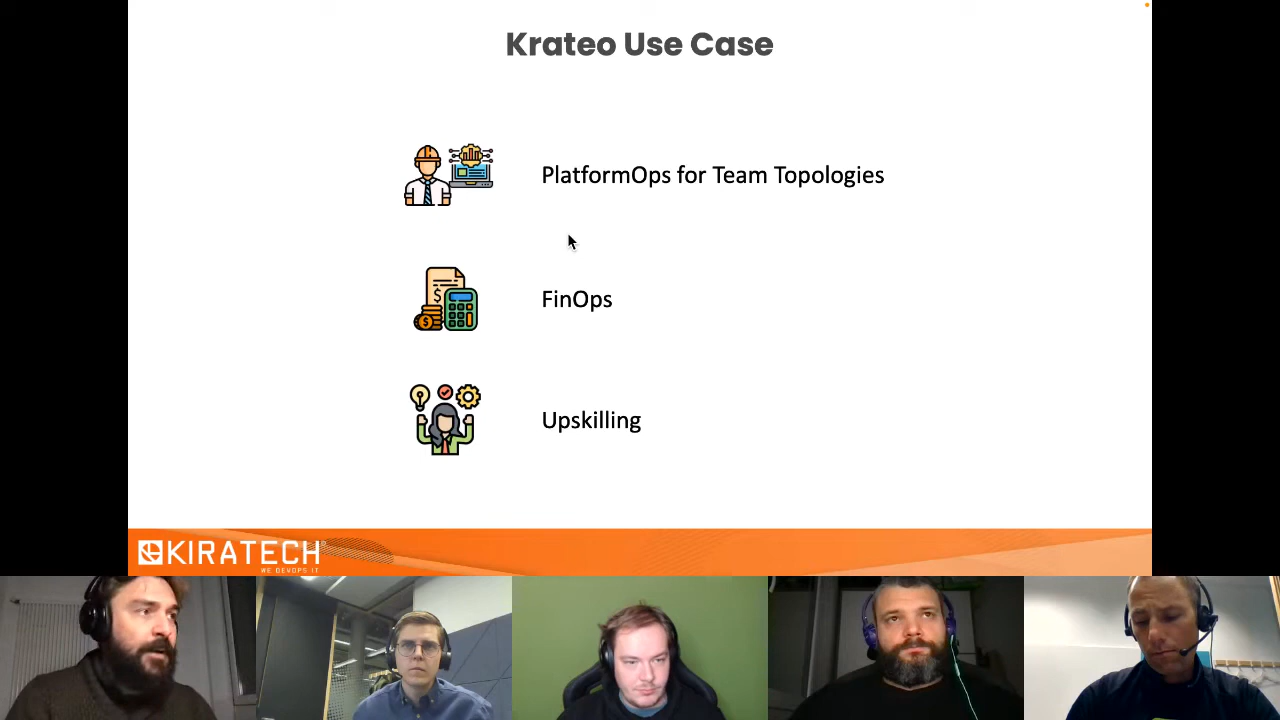 Krateo Use Case
PlatformOps for Team Topologies
FinOps
Upskilling
KIRATECH
WE DEVOPS IT